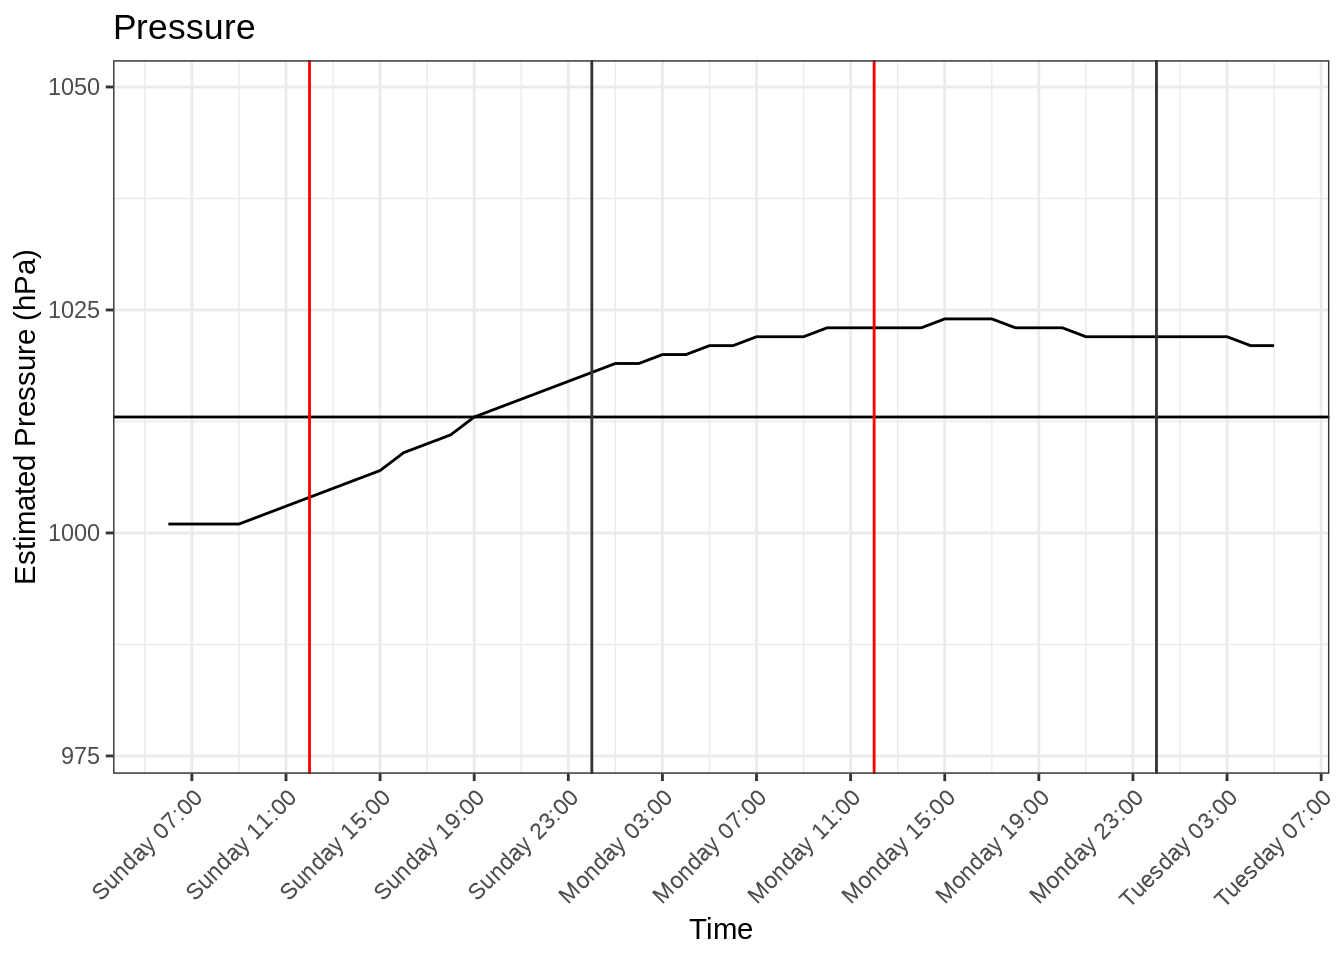 Pressure
Estimated Pressure (hPa)
1050
1025
1000
975
Sunday 07:00
Sunday 11:00
Sunday 15:00
Sunday 19:00
Sunday 23:00
Monday 03:00
Monday 07:00
Monday 11:00
Monday 15:00
Monday 19:00
Monday 23:00
Tuesday 03:00
Tuesday 07:00
Time